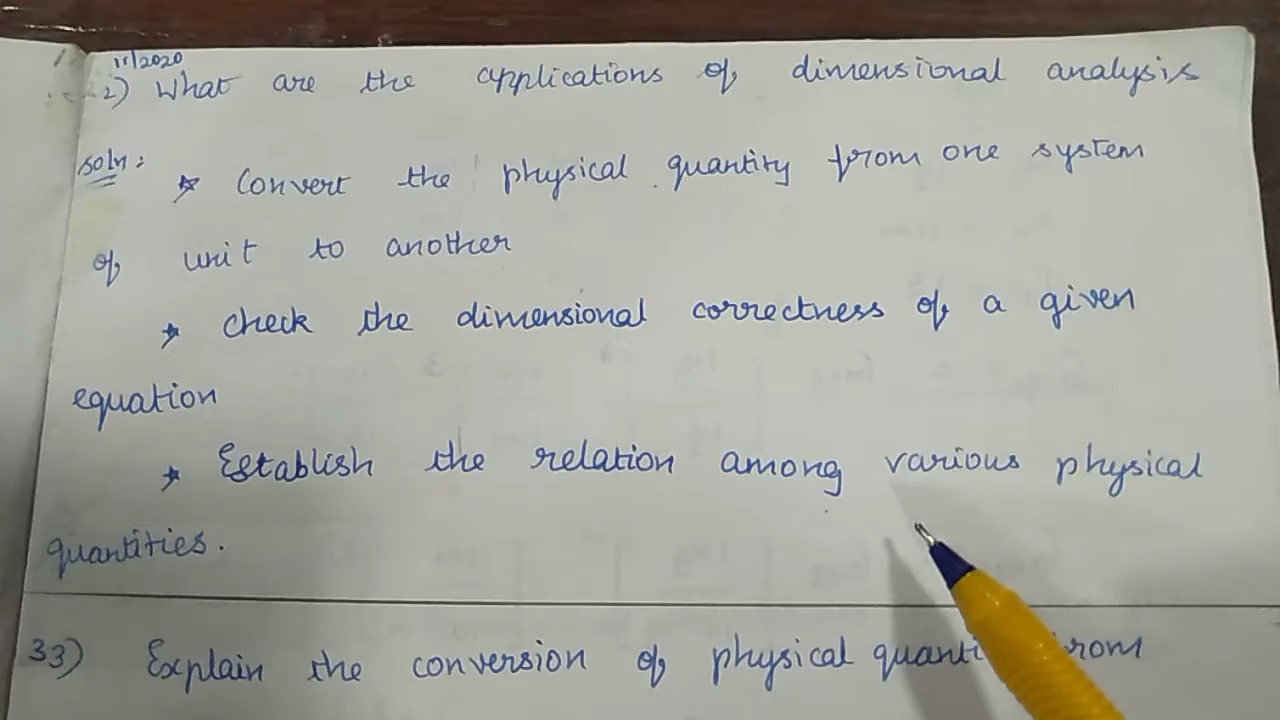 11/2020
2) What are the applications of dimensional analysis
soln:
* Convert the physical quantity from one system
of unit to another
* check the dimensional correctness of a given
equation
* Establish the relation among various physical
quantities.
33) Explain the conversion of physical quanti rom